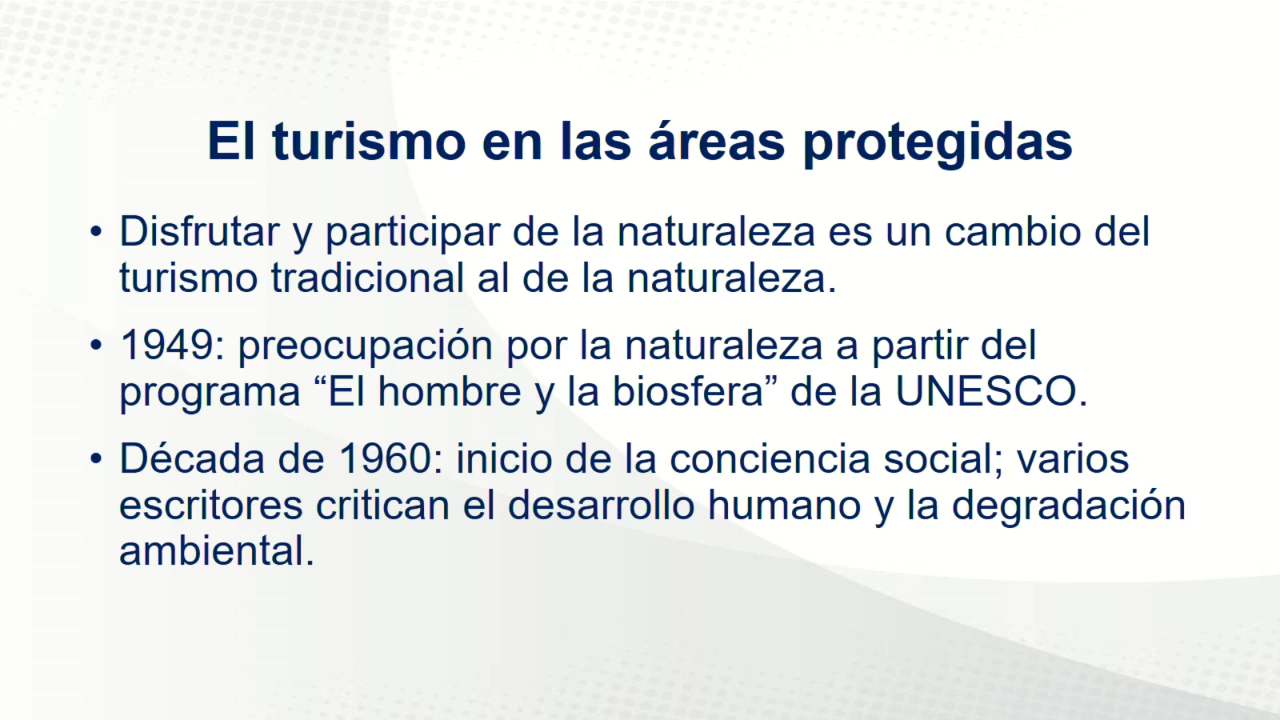 El turismo en las áreas protegidas
• Disfrutar y participar de la naturaleza es un cambio del
turismo tradicional al de la naturaleza.
• 1949: preocupación por la naturaleza a partir del
programa “El hombre y la biosfera” de la UNESCO.
• Década de 1960: inicio de la conciencia social; varios
escritores critican el desarrollo humano y la degradación
ambiental.